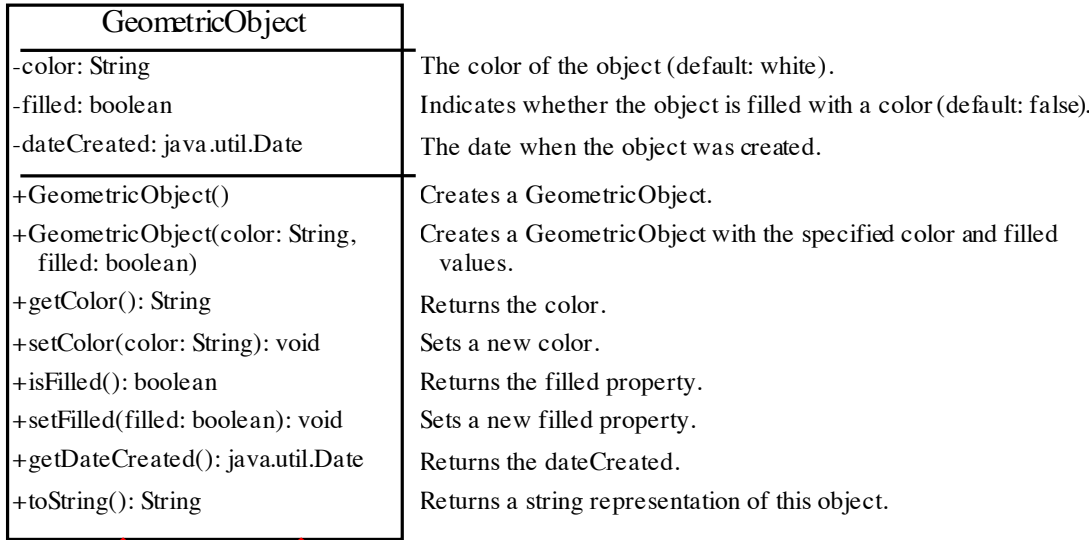 GeometricObject
-color: String The color of the object (default: white).
-filled: boolean Indicates whether the object is filled with a color (default: false).
-dateCreated: java.util.Date The date when the object was created.
+GeometricObject() Creates a GeometricObject.
+GeometricObject(color: String, Creates a GeometricObject with the specified color and filled
filled: boolean) values.
+getColor(): String Returns the color.
+setColor(color: String): void Sets a new color.
+isFilled(): boolean Returns the filled property.
+setFilled(filled: boolean): void Sets a new filled property.
+getDateCreated(): java.util.Date Returns the dateCreated.
+toString(): String Returns a string representation of this object.